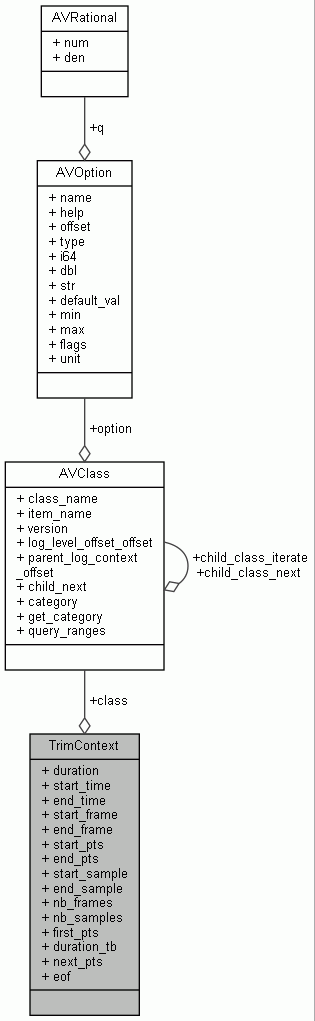 AVRational
+ num
+ den
+q
AVOption
+ name
+ help
+ offset
+ type
+ i64
+ dbl
+ str
+ default_val
+ min
+ max
+ flags
+ unit
+option
AVClass
+ class_name
+ item_name
+ version
+ log_level_offset_offset
+ parent_log_context
_offset
+ child_next
+ category
+ get_category
+ query_ranges
+child_class_iterate
+child_class_next
+class
TrimContext
+ duration
+ start_time
+ end_time
+ start_frame
+ end_frame
+ start_pts
+ end_pts
+ start_sample
+ end_sample
+ nb_frames
+ nb_samples
+ first_pts
+ duration_tb
+ next_pts
+ eof